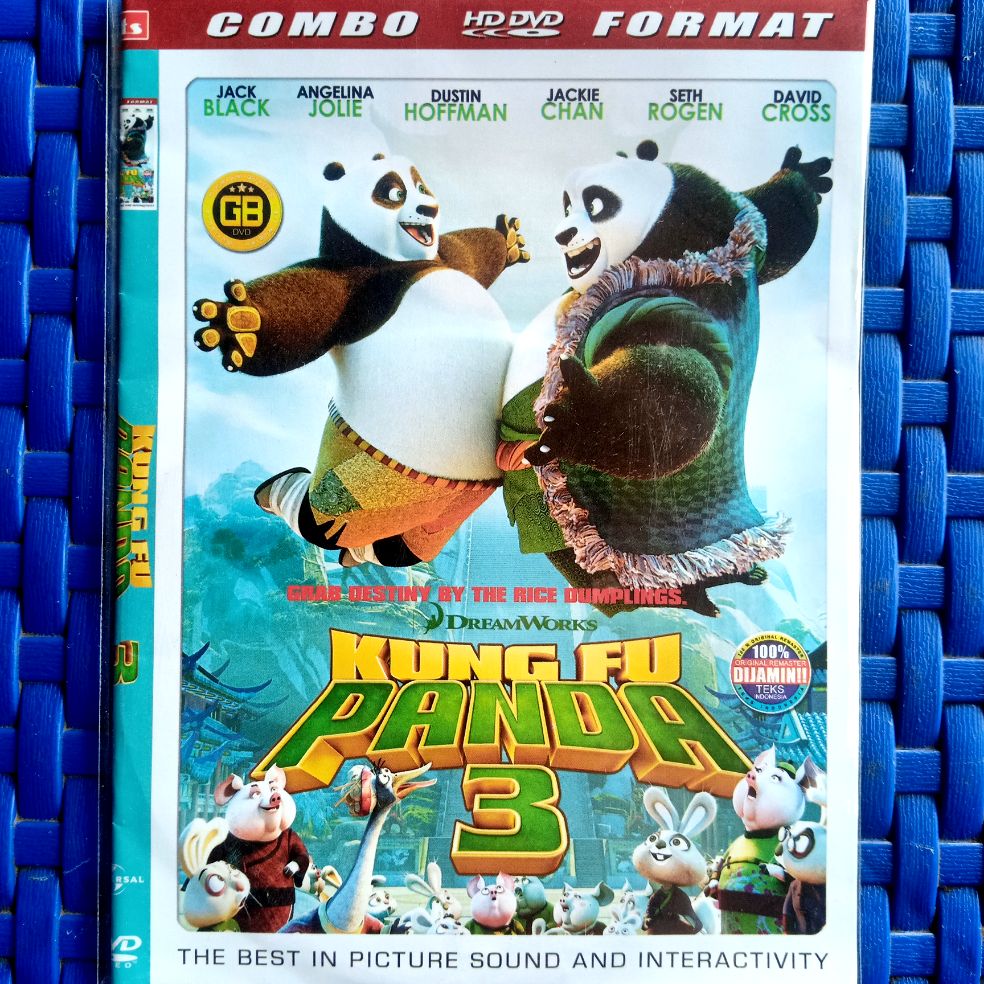 COMBO HD DVD FORMAT
JACK BLACK
ANGELINA JOLIE
DUSTIN HOFFMAN
JACKIE CHAN
SETH ROGEN
DAVID CROSS
GB
DVD
GRAB DESTINY BY THE RICE DUMPLINGS.
DREAMWORKS
KUNG FU
PANDA
3
100%
ORIGINAL REMASTER
DIJAMIN!!
TEKS
INDONESIA
THE BEST IN PICTURE SOUND AND INTERACTIVITY
KUNG FU
PANDA
3